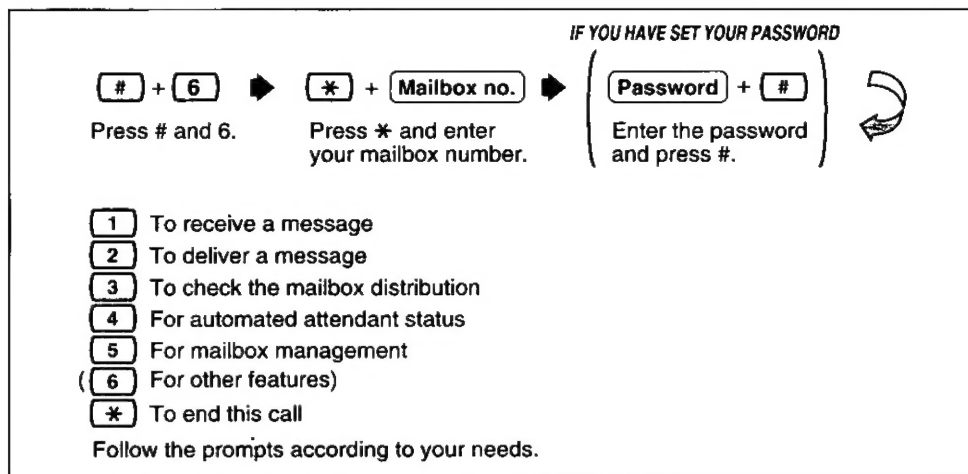 IF YOU HAVE SET YOUR PASSWORD
# + 6 * + Mailbox no. ( Password + # )
Press # and 6. Press * and enter Enter the password
your mailbox number. and press #.
1 To receive a message
2 To deliver a message
3 To check the mailbox distribution
4 For automated attendant status
5 For mailbox management
(6 For other features)
* To end this call
Follow the prompts according to your needs.